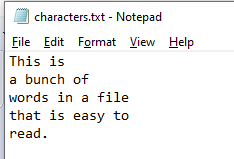 characters.txt - Notepad
File Edit Format View Help
This is
a bunch of
words in a file
that is easy to
read.